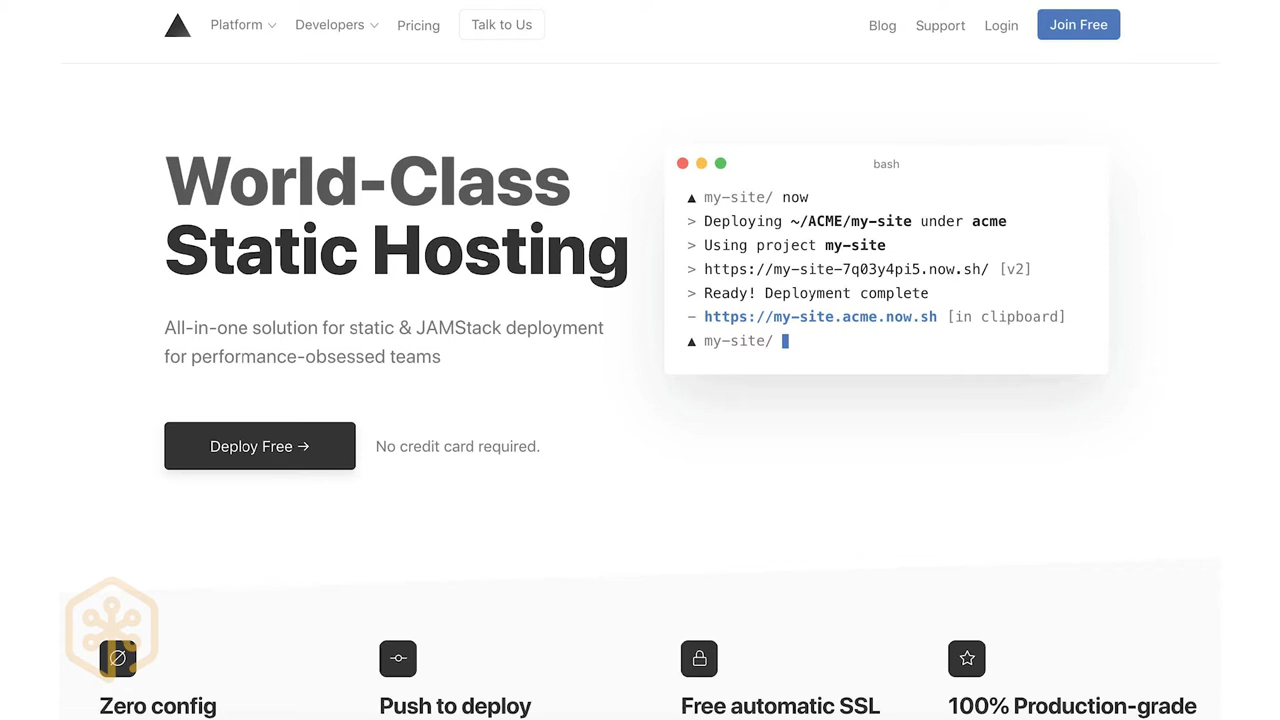 Platform Developers Pricing Talk to Us Blog Support Login Join Free
World-Class
Static Hosting
All-in-one solution for static & JAMStack deployment
for performance-obsessed teams
Deploy Free → No credit card required.
bash
▲ my-site/ now
> Deploying ~/ACME/my-site under acme
> Using project my-site
> https://my-site-7q03y4pi5.now.sh/ [v2]
> Ready! Deployment complete
– https://my-site.acme.now.sh [in clipboard]
▲ my-site/
Zero config
Push to deploy
Free automatic SSL
100% Production-grade